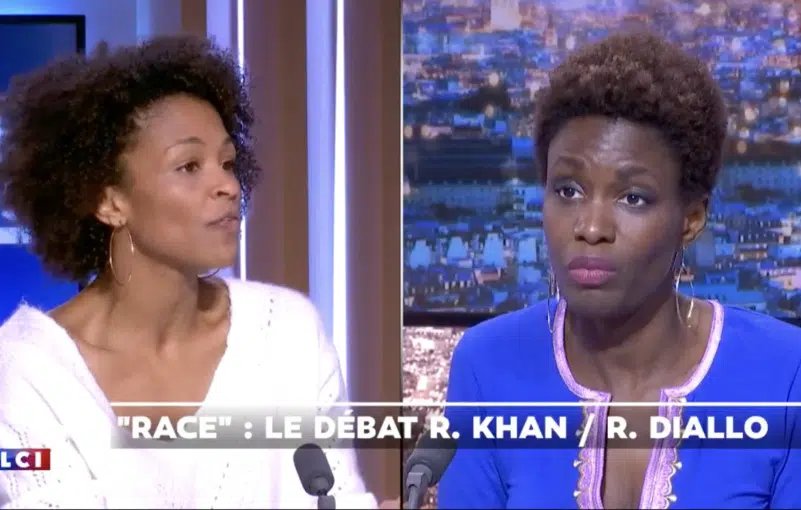 "RACE" : LE DÉBAT R. KHAN / R. DIALLO
LCI